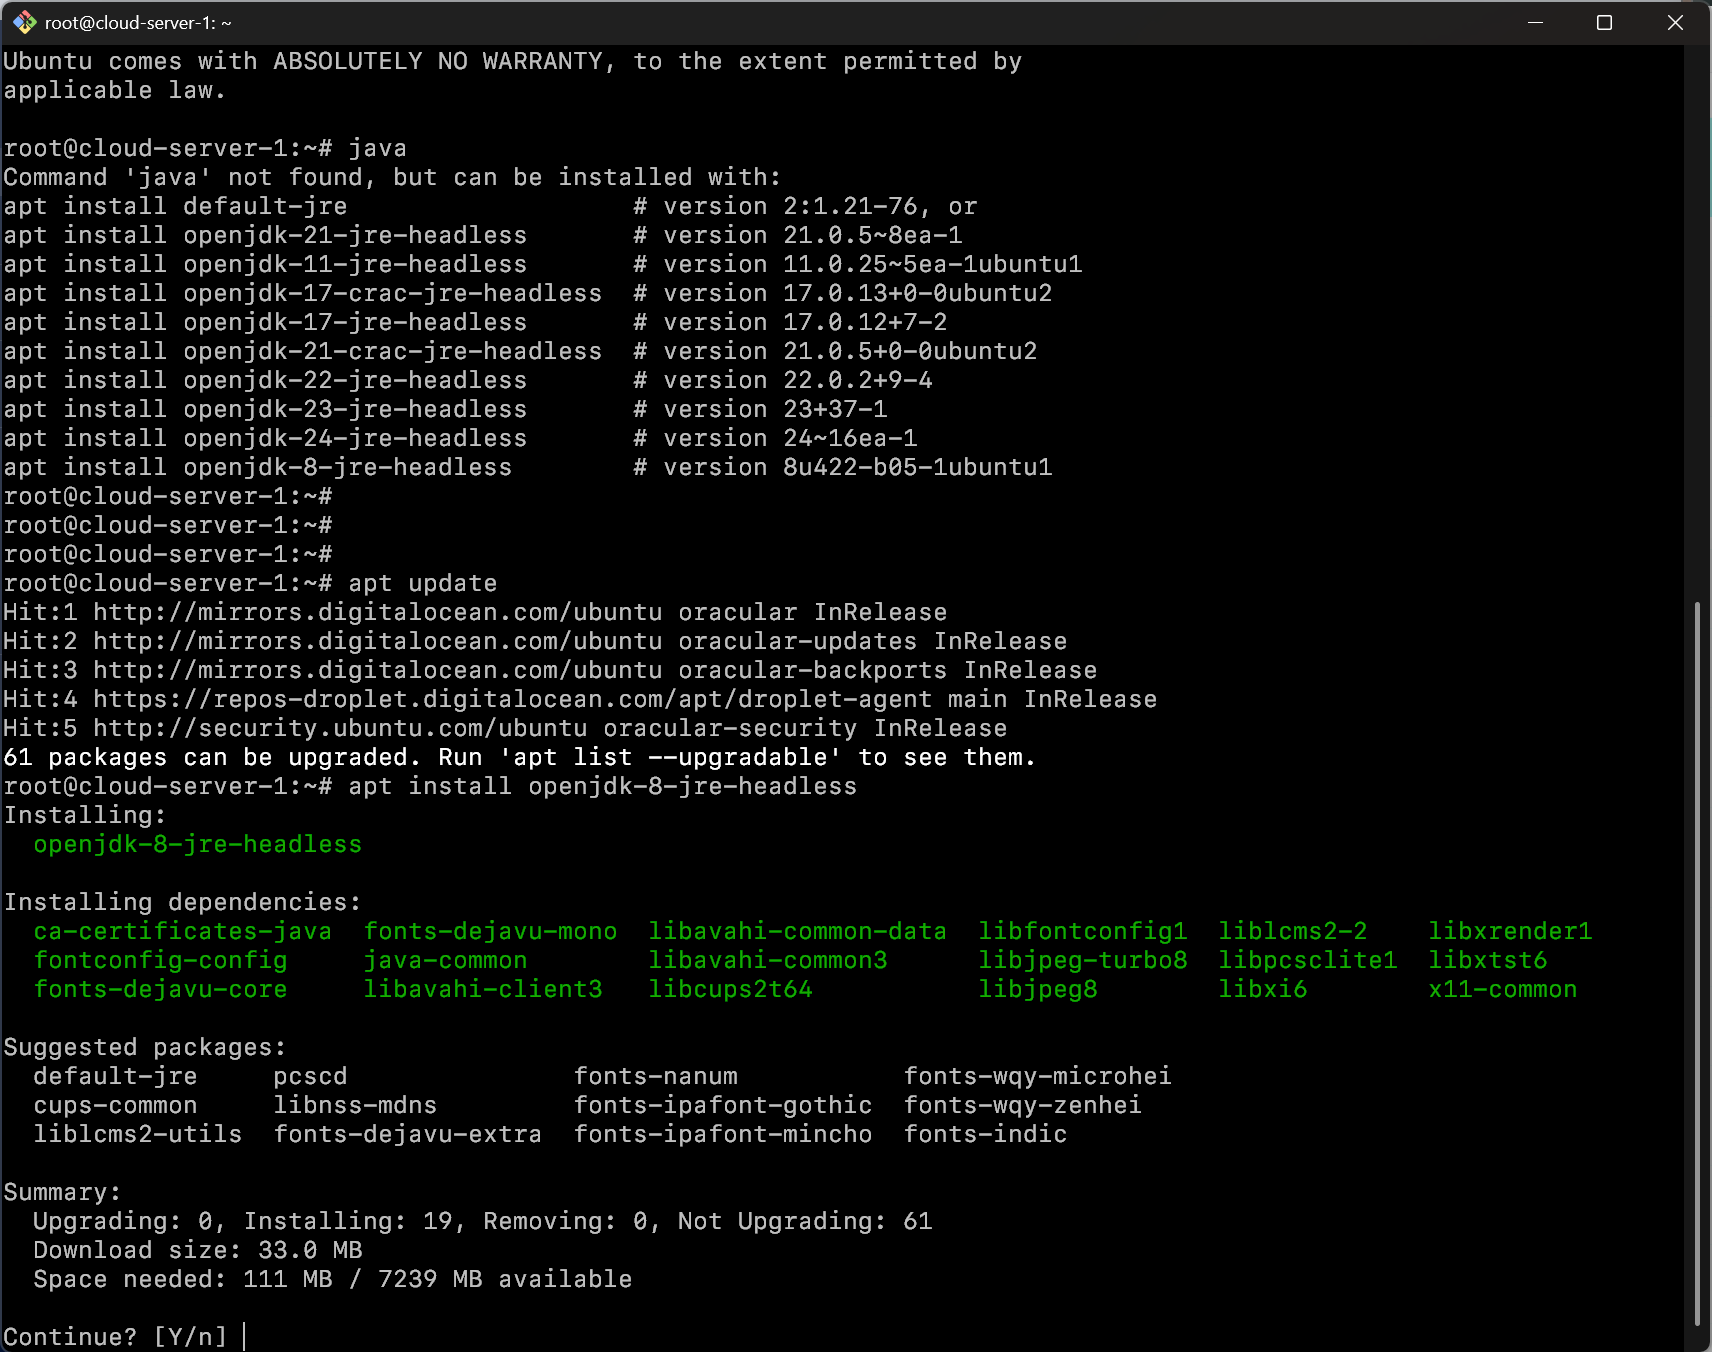 root@cloud-server-1: ~
Ubuntu comes with ABSOLUTELY NO WARRANTY, to the extent permitted by
applicable law.
root@cloud-server-1:~# java
Command 'java' not found, but can be installed with:
apt install default-jre                   # version 2:1.21-76, or
apt install openjdk-21-jre-headless       # version 21.0.5~8ea-1
apt install openjdk-11-jre-headless       # version 11.0.25~5ea-1ubuntu1
apt install openjdk-17-crac-jre-headless  # version 17.0.13+0-0ubuntu2
apt install openjdk-17-jre-headless       # version 17.0.12+7-2
apt install openjdk-21-crac-jre-headless  # version 21.0.5+0-0ubuntu2
apt install openjdk-22-jre-headless       # version 22.0.2+9-4
apt install openjdk-23-jre-headless       # version 23+37-1
apt install openjdk-24-jre-headless       # version 24~16ea-1
apt install openjdk-8-jre-headless        # version 8u422-b05-1ubuntu1
root@cloud-server-1:~#
root@cloud-server-1:~#
root@cloud-server-1:~#
root@cloud-server-1:~# apt update
Hit:1 http://mirrors.digitalocean.com/ubuntu oracular InRelease
Hit:2 http://mirrors.digitalocean.com/ubuntu oracular-updates InRelease
Hit:3 http://mirrors.digitalocean.com/ubuntu oracular-backports InRelease
Hit:4 https://repos-droplet.digitalocean.com/apt/droplet-agent main InRelease
Hit:5 http://security.ubuntu.com/ubuntu oracular-security InRelease
61 packages can be upgraded. Run 'apt list --upgradable' to see them.
root@cloud-server-1:~# apt install openjdk-8-jre-headless
Installing:
  openjdk-8-jre-headless
Installing dependencies:
  ca-certificates-java  fonts-dejavu-mono  libavahi-common-data  libfontconfig1  liblcms2-2   libxrender1
  fontconfig-config     java-common        libavahi-common3      libjpeg-turbo8  libpcsclite1  libxtst6
  fonts-dejavu-core     libavahi-client3   libcups2t64           libjpeg8        libxi6        x11-common
Suggested packages:
  default-jre     pcscd               fonts-nanum           fonts-wqy-microhei
  cups-common     libnss-mdns         fonts-ipafont-gothic  fonts-wqy-zenhei
  liblcms2-utils  fonts-dejavu-extra  fonts-ipafont-mincho  fonts-indic
Summary:
  Upgrading: 0, Installing: 19, Removing: 0, Not Upgrading: 61
  Download size: 33.0 MB
  Space needed: 111 MB / 7239 MB available
Continue? [Y/n]